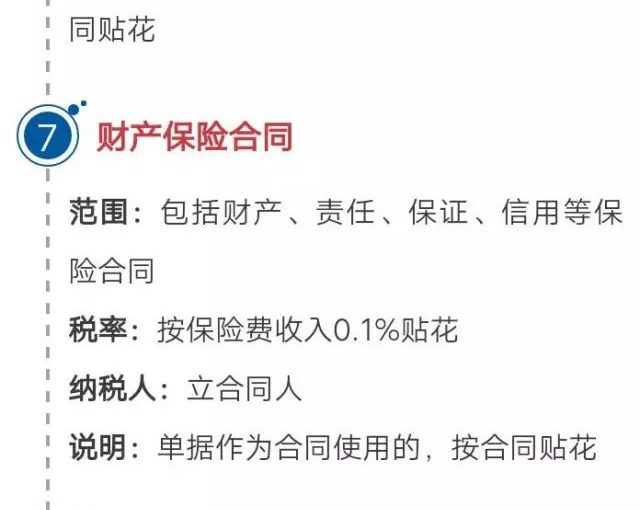 同贴花
7 财产保险合同
范围：包括财产、责任、保证、信用等保
险合同
税率：按保险费收入0.1%贴花
纳税人：立合同人
说明：单据作为合同使用的，按合同贴花